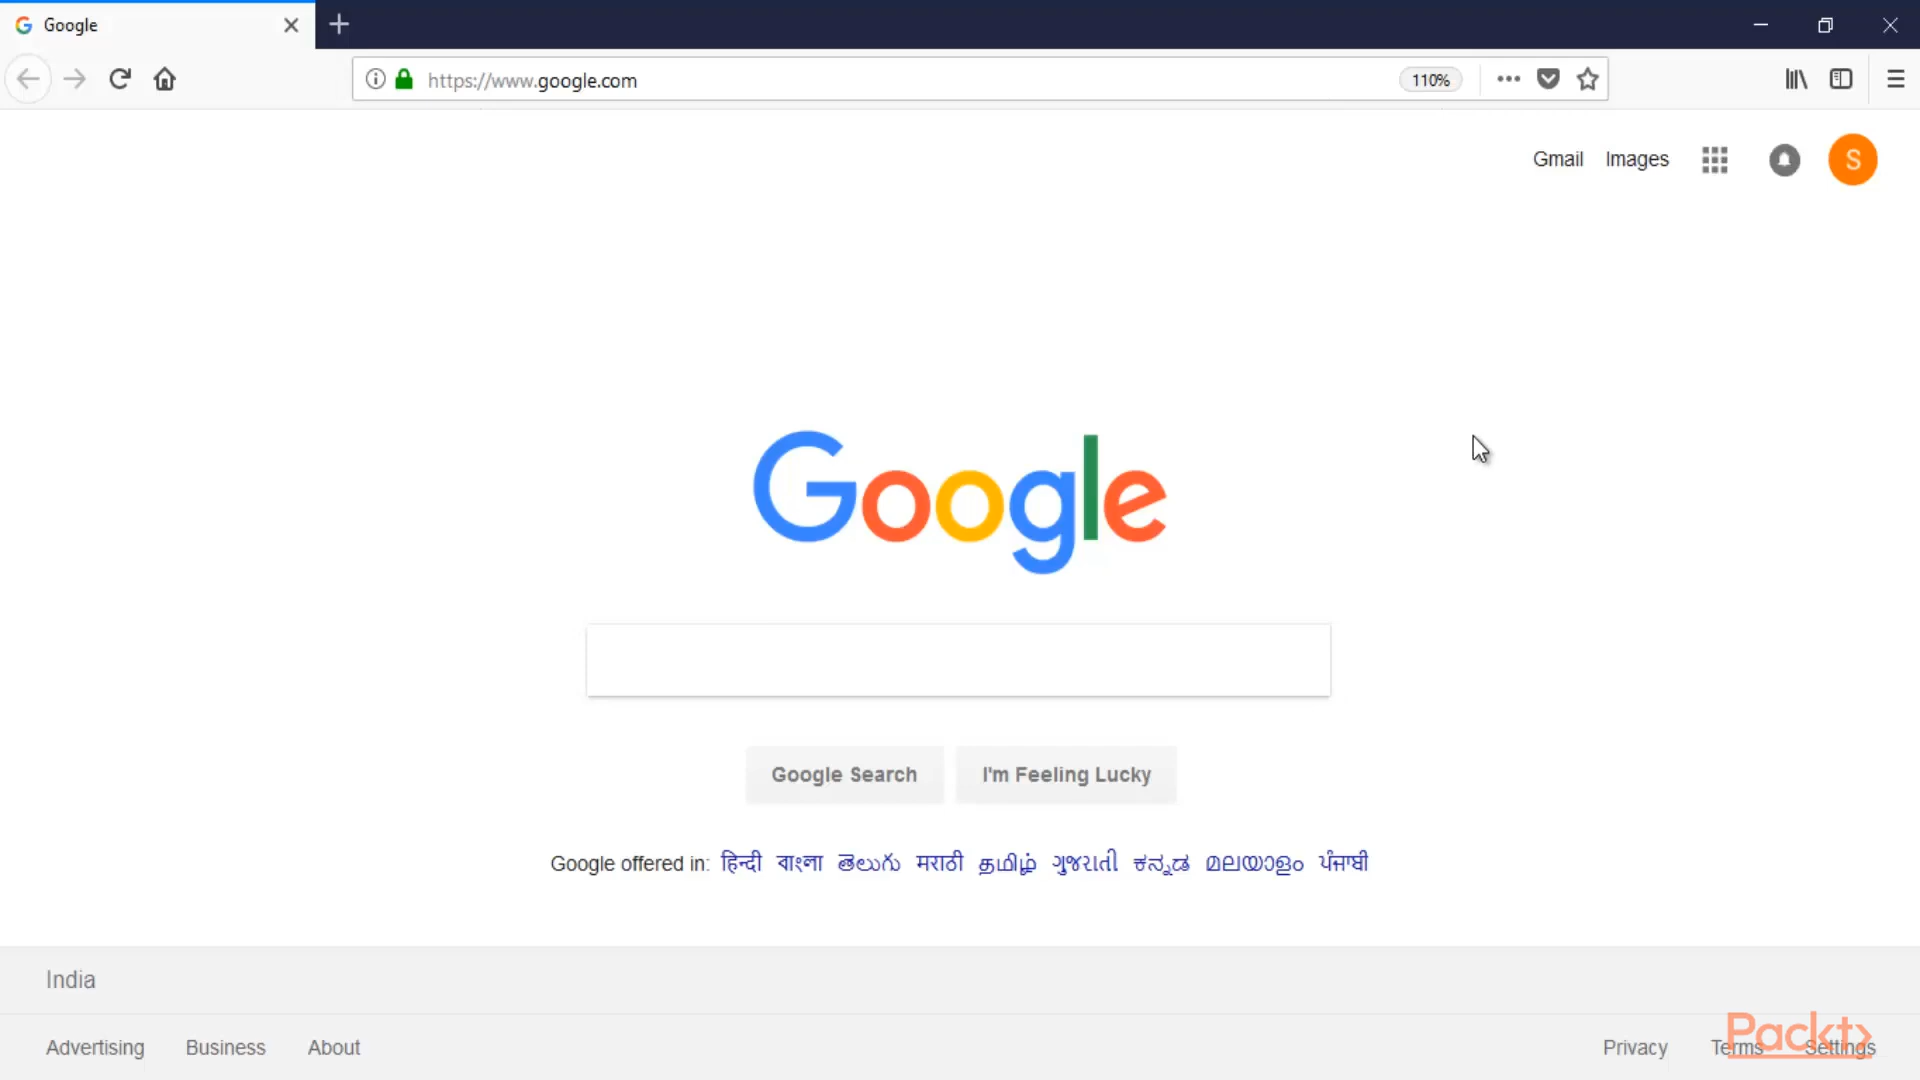 Google
https://www.google.com 110%
Gmail Images S
Google
Google Search I'm Feeling Lucky
Google offered in: हिन्दी বাংলা తెలుగు मराठी தமிழ் ગુજરાતી ಕನ್ನಡ മലയാളം ਪੰਜਾਬੀ
India
Advertising Business About Privacy Terms Settings
Packt>